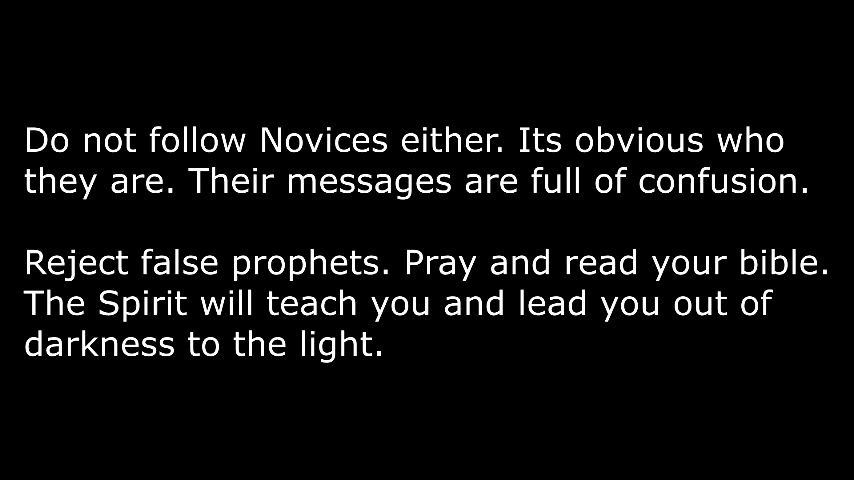 Do not follow Novices either. Its obvious who
they are. Their messages are full of confusion.
Reject false prophets. Pray and read your bible.
The Spirit will teach you and lead you out of
darkness to the light.